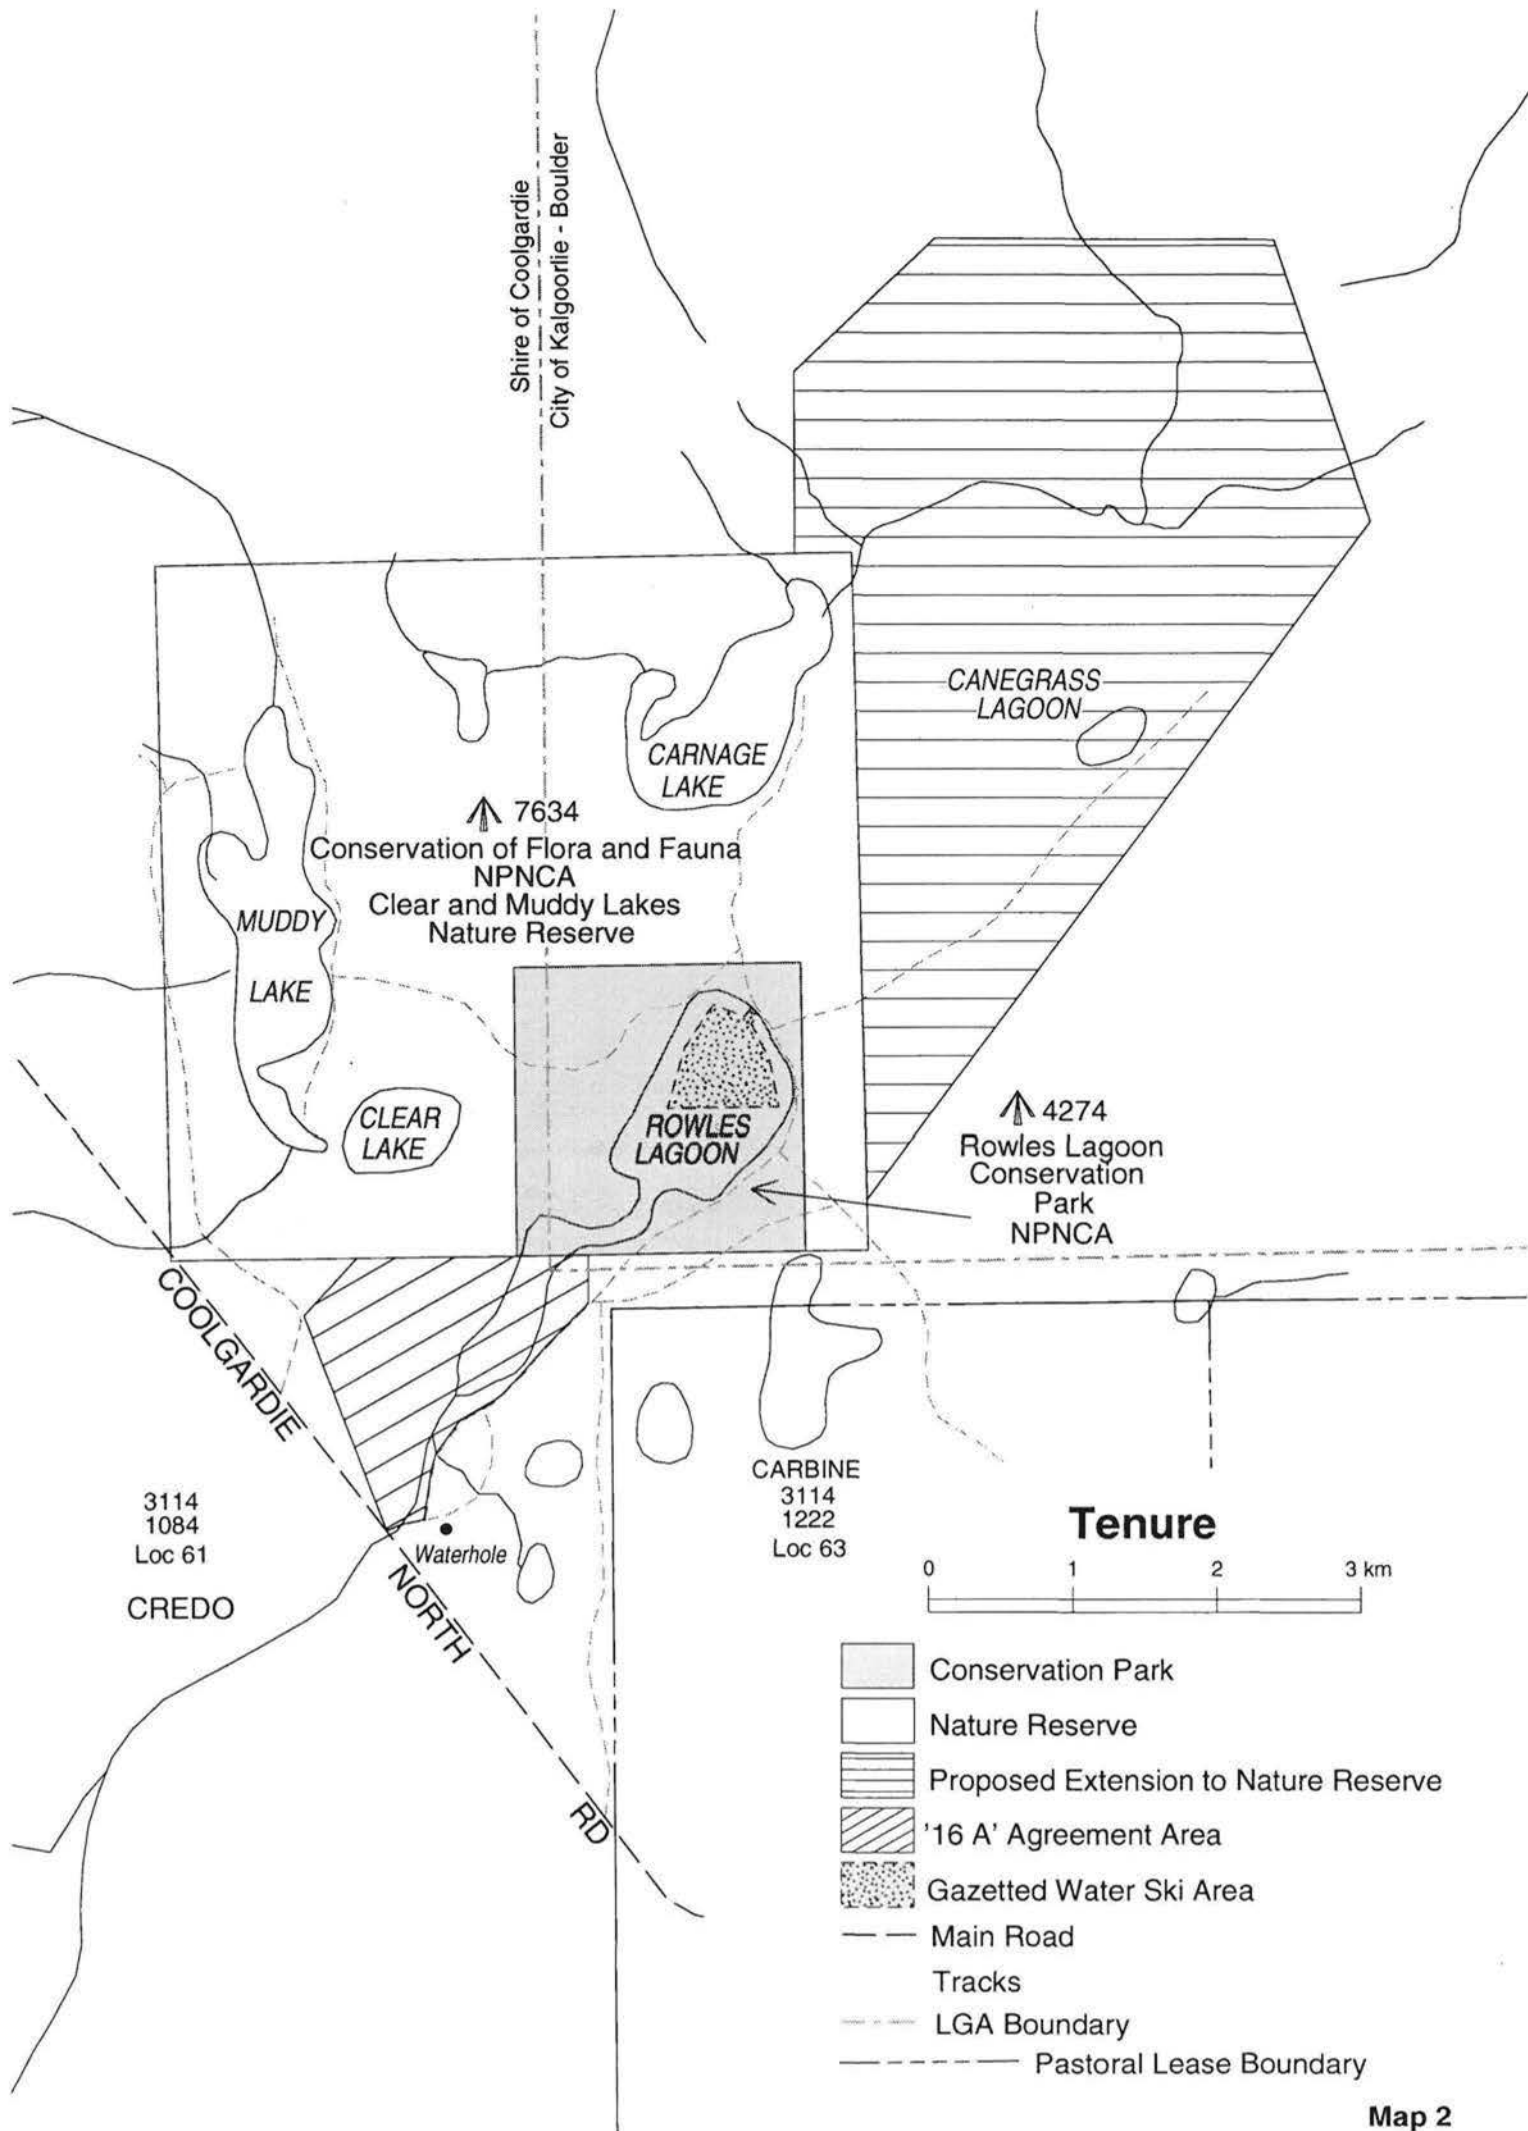 Shire of Coolgardie
City of Kalgoorlie - Boulder
CANEGRASS
LAGOON
CARNAGE
LAKE
7634
Conservation of Flora and Fauna
NPNCA
Clear and Muddy Lakes
Nature Reserve
MUDDY
LAKE
CLEAR
LAKE
ROWLES
LAGOON
4274
Rowles Lagoon
Conservation
Park
NPNCA
COOLGARDIE
NORTH
RD
3114
1084
Loc 61
CREDO
Waterhole
CARBINE
3114
1222
Loc 63
Tenure
0 1 2 3 km
Conservation Park
Nature Reserve
Proposed Extension to Nature Reserve
'16 A' Agreement Area
Gazetted Water Ski Area
Main Road
Tracks
LGA Boundary
Pastoral Lease Boundary
Map 2